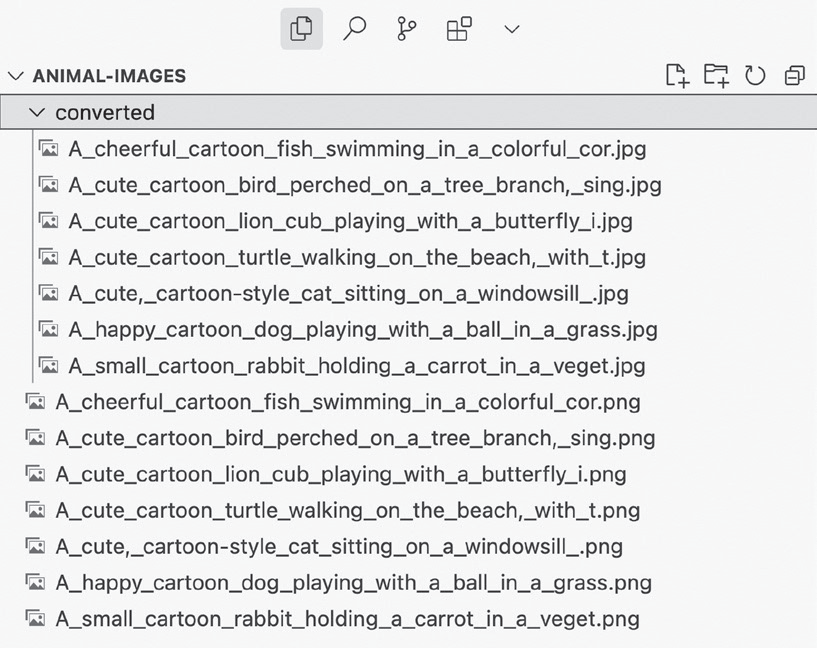 ANIMAL-IMAGES
converted
A_cheerful_cartoon_fish_swimming_in_a_colorful_cor.jpg
A_cute_cartoon_bird_perched_on_a_tree_branch,_sing.jpg
A_cute_cartoon_lion_cub_playing_with_a_butterfly_i.jpg
A_cute_cartoon_turtle_walking_on_the_beach,_with_t.jpg
A_cute,_cartoon-style_cat_sitting_on_a_windowsill_.jpg
A_happy_cartoon_dog_playing_with_a_ball_in_a_grass.jpg
A_small_cartoon_rabbit_holding_a_carrot_in_a_veget.jpg
A_cheerful_cartoon_fish_swimming_in_a_colorful_cor.png
A_cute_cartoon_bird_perched_on_a_tree_branch,_sing.png
A_cute_cartoon_lion_cub_playing_with_a_butterfly_i.png
A_cute_cartoon_turtle_walking_on_the_beach,_with_t.png
A_cute,_cartoon-style_cat_sitting_on_a_windowsill_.png
A_happy_cartoon_dog_playing_with_a_ball_in_a_grass.png
A_small_cartoon_rabbit_holding_a_carrot_in_a_veget.png